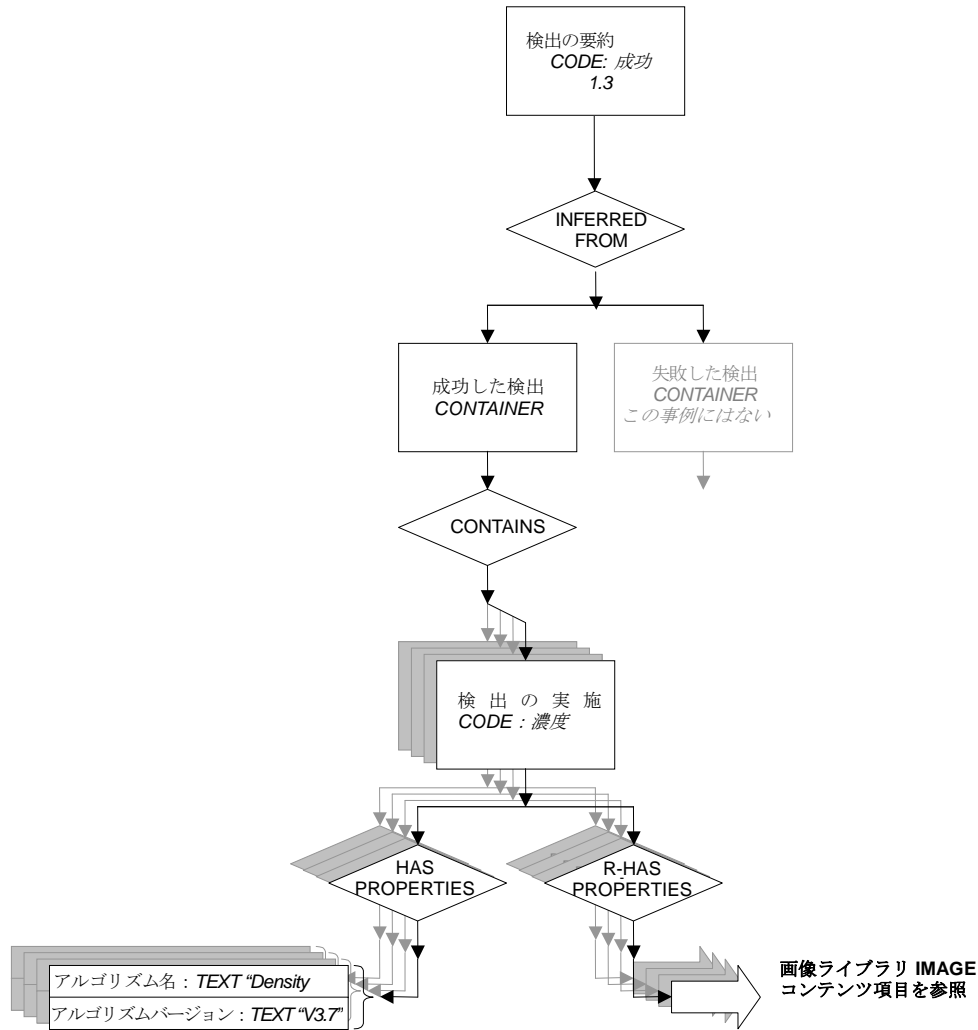 検出の要約
CODE: 成功
1.3
INFERRED
FROM
成功した検出
CONTAINER
失敗した検出
CONTAINER
この事例にはない
CONTAINS
検出の実施
CODE : 濃度
HAS
PROPERTIES
R-HAS
PROPERTIES
アルゴリズム名 : TEXT “Density
アルゴリズムバージョン : TEXT “V3.7”
画像ライブラリ IMAGE
コンテンツ項目を参照